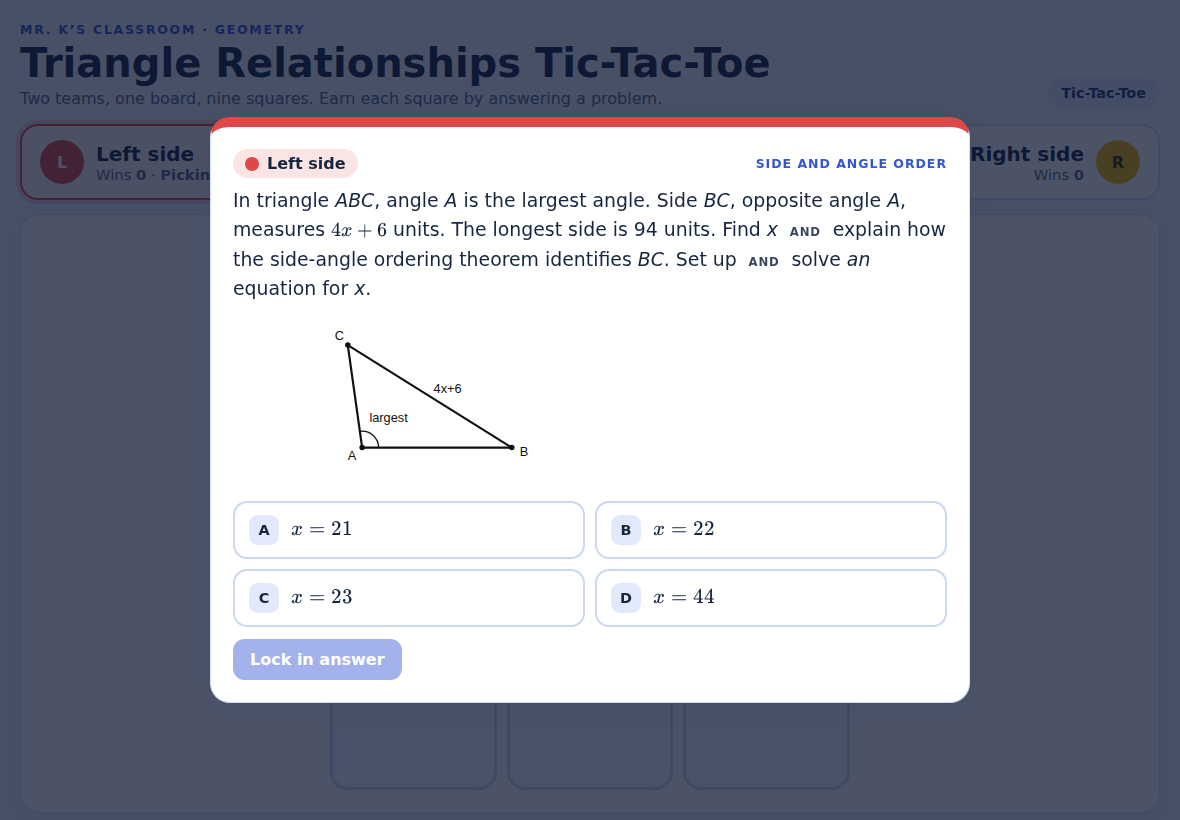 MR. K'S CLASSROOM · GEOMETRY
Triangle Relationships Tic-Tac-Toe
Two teams, one board, nine squares. Earn each square by answering a problem.
Tic-Tac-Toe
L
Left side
Wins 0 · Pickin
Right side
Wins 0
R
Left side
SIDE AND ANGLE ORDER
In triangle ABC, angle A is the largest angle. Side BC, opposite angle A,
measures 4x + 6 units. The longest side is 94 units. Find x AND explain how
the side-angle ordering theorem identifies BC. Set up AND solve an
equation for x.
C
4x+6
largest
A
B
A x = 21
B x = 22
C x = 23
D x = 44
Lock in answer